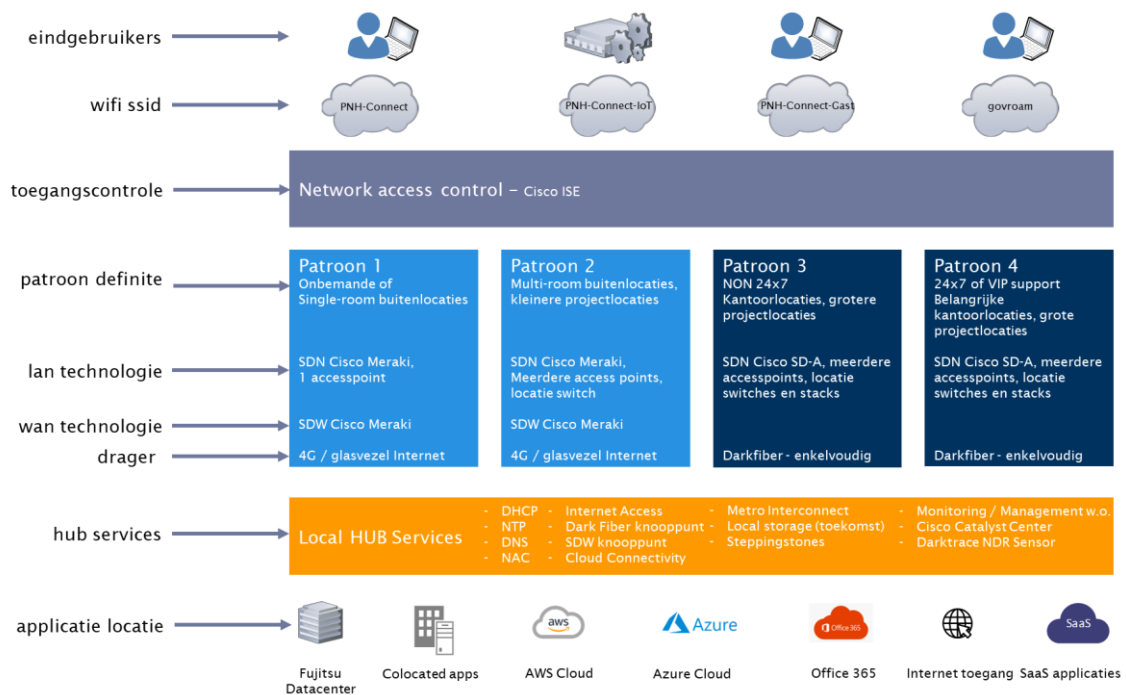 eindgebruikers
wifi ssid
PNH-Connect
PNH-Connect-IoT
PNH-Connect-Gast
govroam
toegangscontrole
Network access control – Cisco ISE
patroon definite
Patroon 1
Onbemande of
Single-room buitenlocaties
Patroon 2
Multi-room buitenlocaties,
kleinere projectlocaties
Patroon 3
NON 24x7
Kantoorlocaties, grotere
projectlocaties
Patroon 4
24x7 of VIP support
Belangrijke
kantoorlocaties, grote
projectlocaties
lan technologie
SDN Cisco Meraki,
1 accesspoint
SDN Cisco Meraki,
Meerdere access points,
locatie switch
SDN Cisco SD-A, meerdere
accesspoints, locatie
switches en stacks
SDN Cisco SD-A, meerdere
accesspoints, locatie
switches en stacks
wan technologie
SDW Cisco Meraki
SDW Cisco Meraki
drager
4G / glasvezel Internet
4G / glasvezel Internet
Darkfiber - enkelvoudig
Darkfiber - enkelvoudig
hub services
Local HUB Services
- DHCP
- NTP
- DNS
- NAC
- Internet Access
- Dark Fiber knooppunt
- SDW knooppunt
- Cloud Connectivity
- Metro Interconnect
- Local storage (toekomst)
- Steppingstones
- Monitoring / Management w.o.
- Cisco Catalyst Center
- Darktrace NDR Sensor
applicatie locatie
aws
Azure
Office 365
SaaS
Fujitsu
Datacenter
Colocated apps
AWS Cloud
Azure Cloud
Office 365
Internet toegang
SaaS applicaties